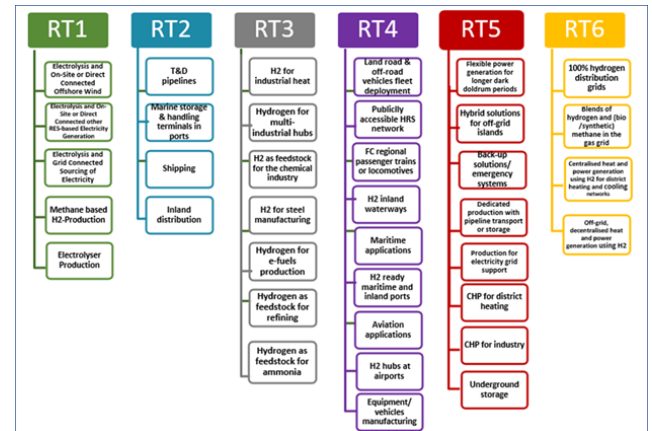 RT1
Electrolysis and
On-Site or Direct
Connected
Offshore Wind
Electrolysis and On-
Site or Direct
Connected other
RES-based Electricity
Generation
Electrolysis and
Grid Connected
Sourcing of
Electricity
Methane based
H2-Production
Electrolyser
Production
RT2
T&D
pipelines
Marine storage
& handling
terminals in
ports
Shipping
Inland
distribution
RT3
H2 for
industrial heat
Hydrogen for
multi-
industrial hubs
H2 as feedstock
for the chemical
industry
H2 for steel
manufacturing
Hydrogen for
e-fuels
production
Hydrogen as
feedstock for
refining
Hydrogen as
feedstock for
ammonia
RT4
Land road &
off-road
vehicles fleet
deployment
Publicly
accessible HRS
network
FC regional
passenger trains
or locomotives
H2 inland
waterways
Maritime
applications
H2 ready
maritime and
inland ports
Aviation
applications
H2 hubs at
airports
Equipment/
vehicles
manufacturing
RT5
Flexible power
generation for
longer dark
doldrum periods
Hybrid solutions
for off-grid
islands
Back-up
solutions/
emergency
systems
Dedicated
production with
pipeline transport
or storage
Production for
electricity grid
support
CHP for district
heating
CHP for
industry
Underground
storage
RT6
100% hydrogen
distribution
grids
Blends of
hydrogen and (bio
/synthetic)
methane in the
gas grid
Centralised heat and
power generation
using H2 for district
heating and cooling
networks
Off-grid,
decentralised heat
and power
generation using H2